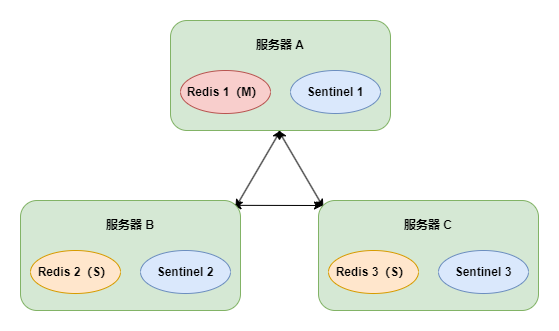 服务器 A
Redis 1（M）
Sentinel 1
服务器 B
Redis 2（S）
Sentinel 2
服务器 C
Redis 3（S）
Sentinel 3